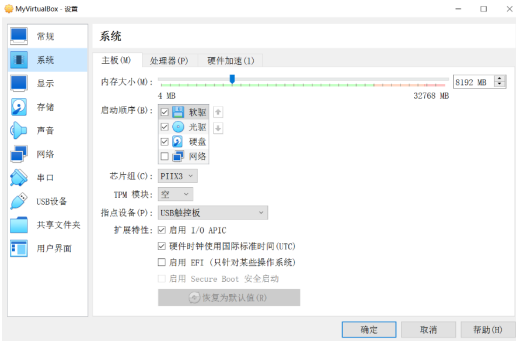 MyVirtualBox - 设置
常规
系统
显示
存储
声音
网络
串口
USB设备
共享文件夹
用户界面
系统
主板(M) 处理器(P) 硬件加速(l)
内存大小(M): 8192 MB
4 MB 32768 MB
启动顺序(B): 软驱
光驱
硬盘
网络
芯片组(C): PIIX3
TPM 模块: 空
指点设备(P): USB触控板
扩展特性: 启用 I/O APIC
硬件时钟使用国际标准时间(UTC)
启用 EFI (只针对某些操作系统)
启用 Secure Boot 安全启动
恢复为默认值(R)
确定 取消 帮助(H)